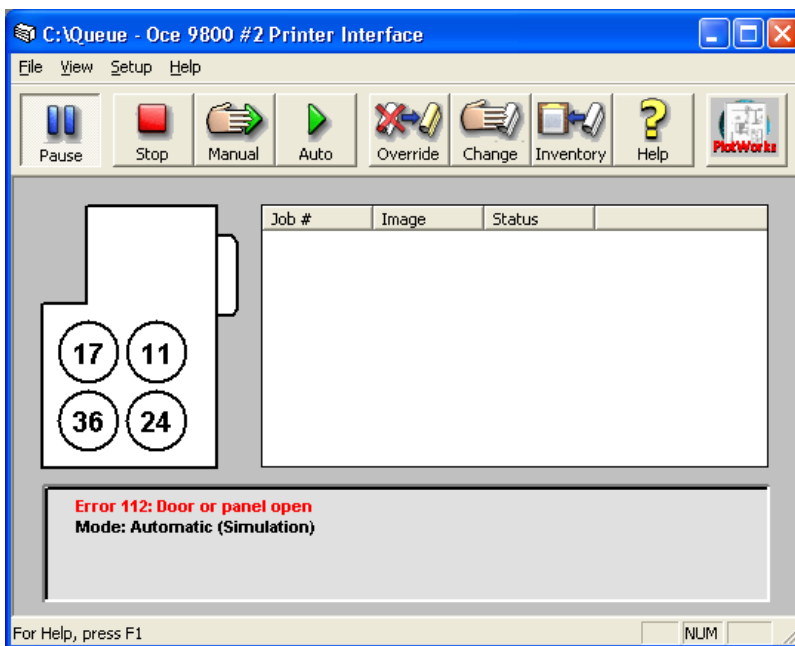 C:\Queue - Oce 9800 #2 Printer Interface
File View Setup Help
Pause Stop Manual Auto Override Change Inventory Help PlotWorks
Job # Image Status
17 11
36 24
Error 112: Door or panel open
Mode: Automatic (Simulation)
For Help, press F1 NUM